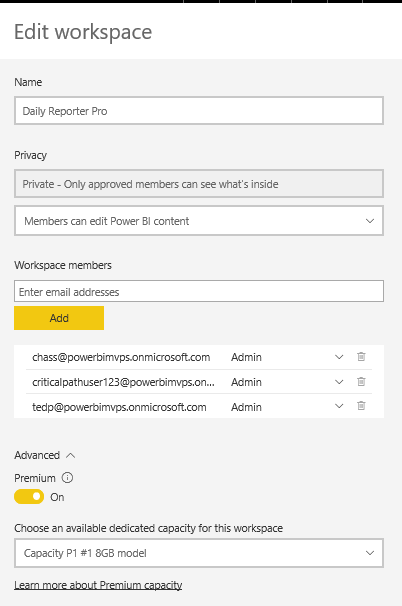 Edit workspace
Name
Daily Reporter Pro
Privacy
Private - Only approved members can see what's inside
Members can edit Power BI content
Workspace members
Enter email addresses
Add
chass@powerbimvps.onmicrosoft.com Admin
criticalpathuser123@powerbimvps.on... Admin
tedp@powerbimvps.onmicrosoft.com Admin
Advanced
Premium
On
Choose an available dedicated capacity for this workspace
Capacity P1 #1 8GB model
Learn more about Premium capacity